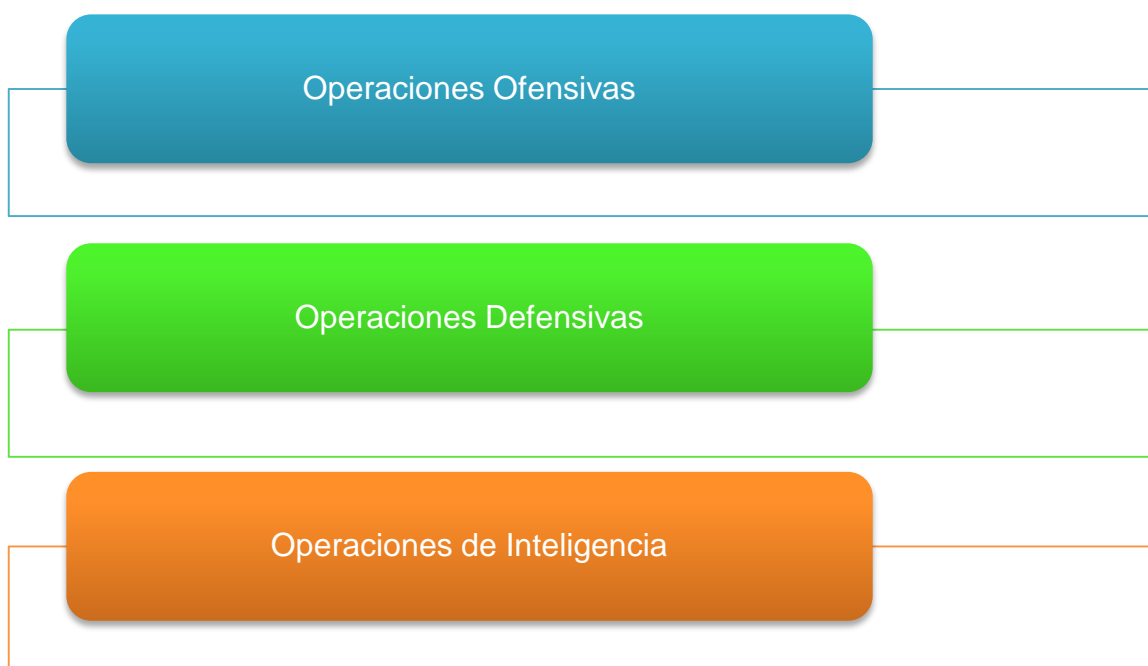 Operaciones Ofensivas
Operaciones Defensivas
Operaciones de Inteligencia